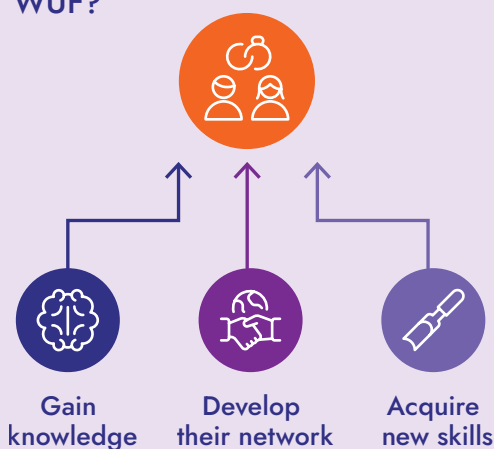 WUF?
Gain
knowledge
Develop
their network
Acquire
new skills